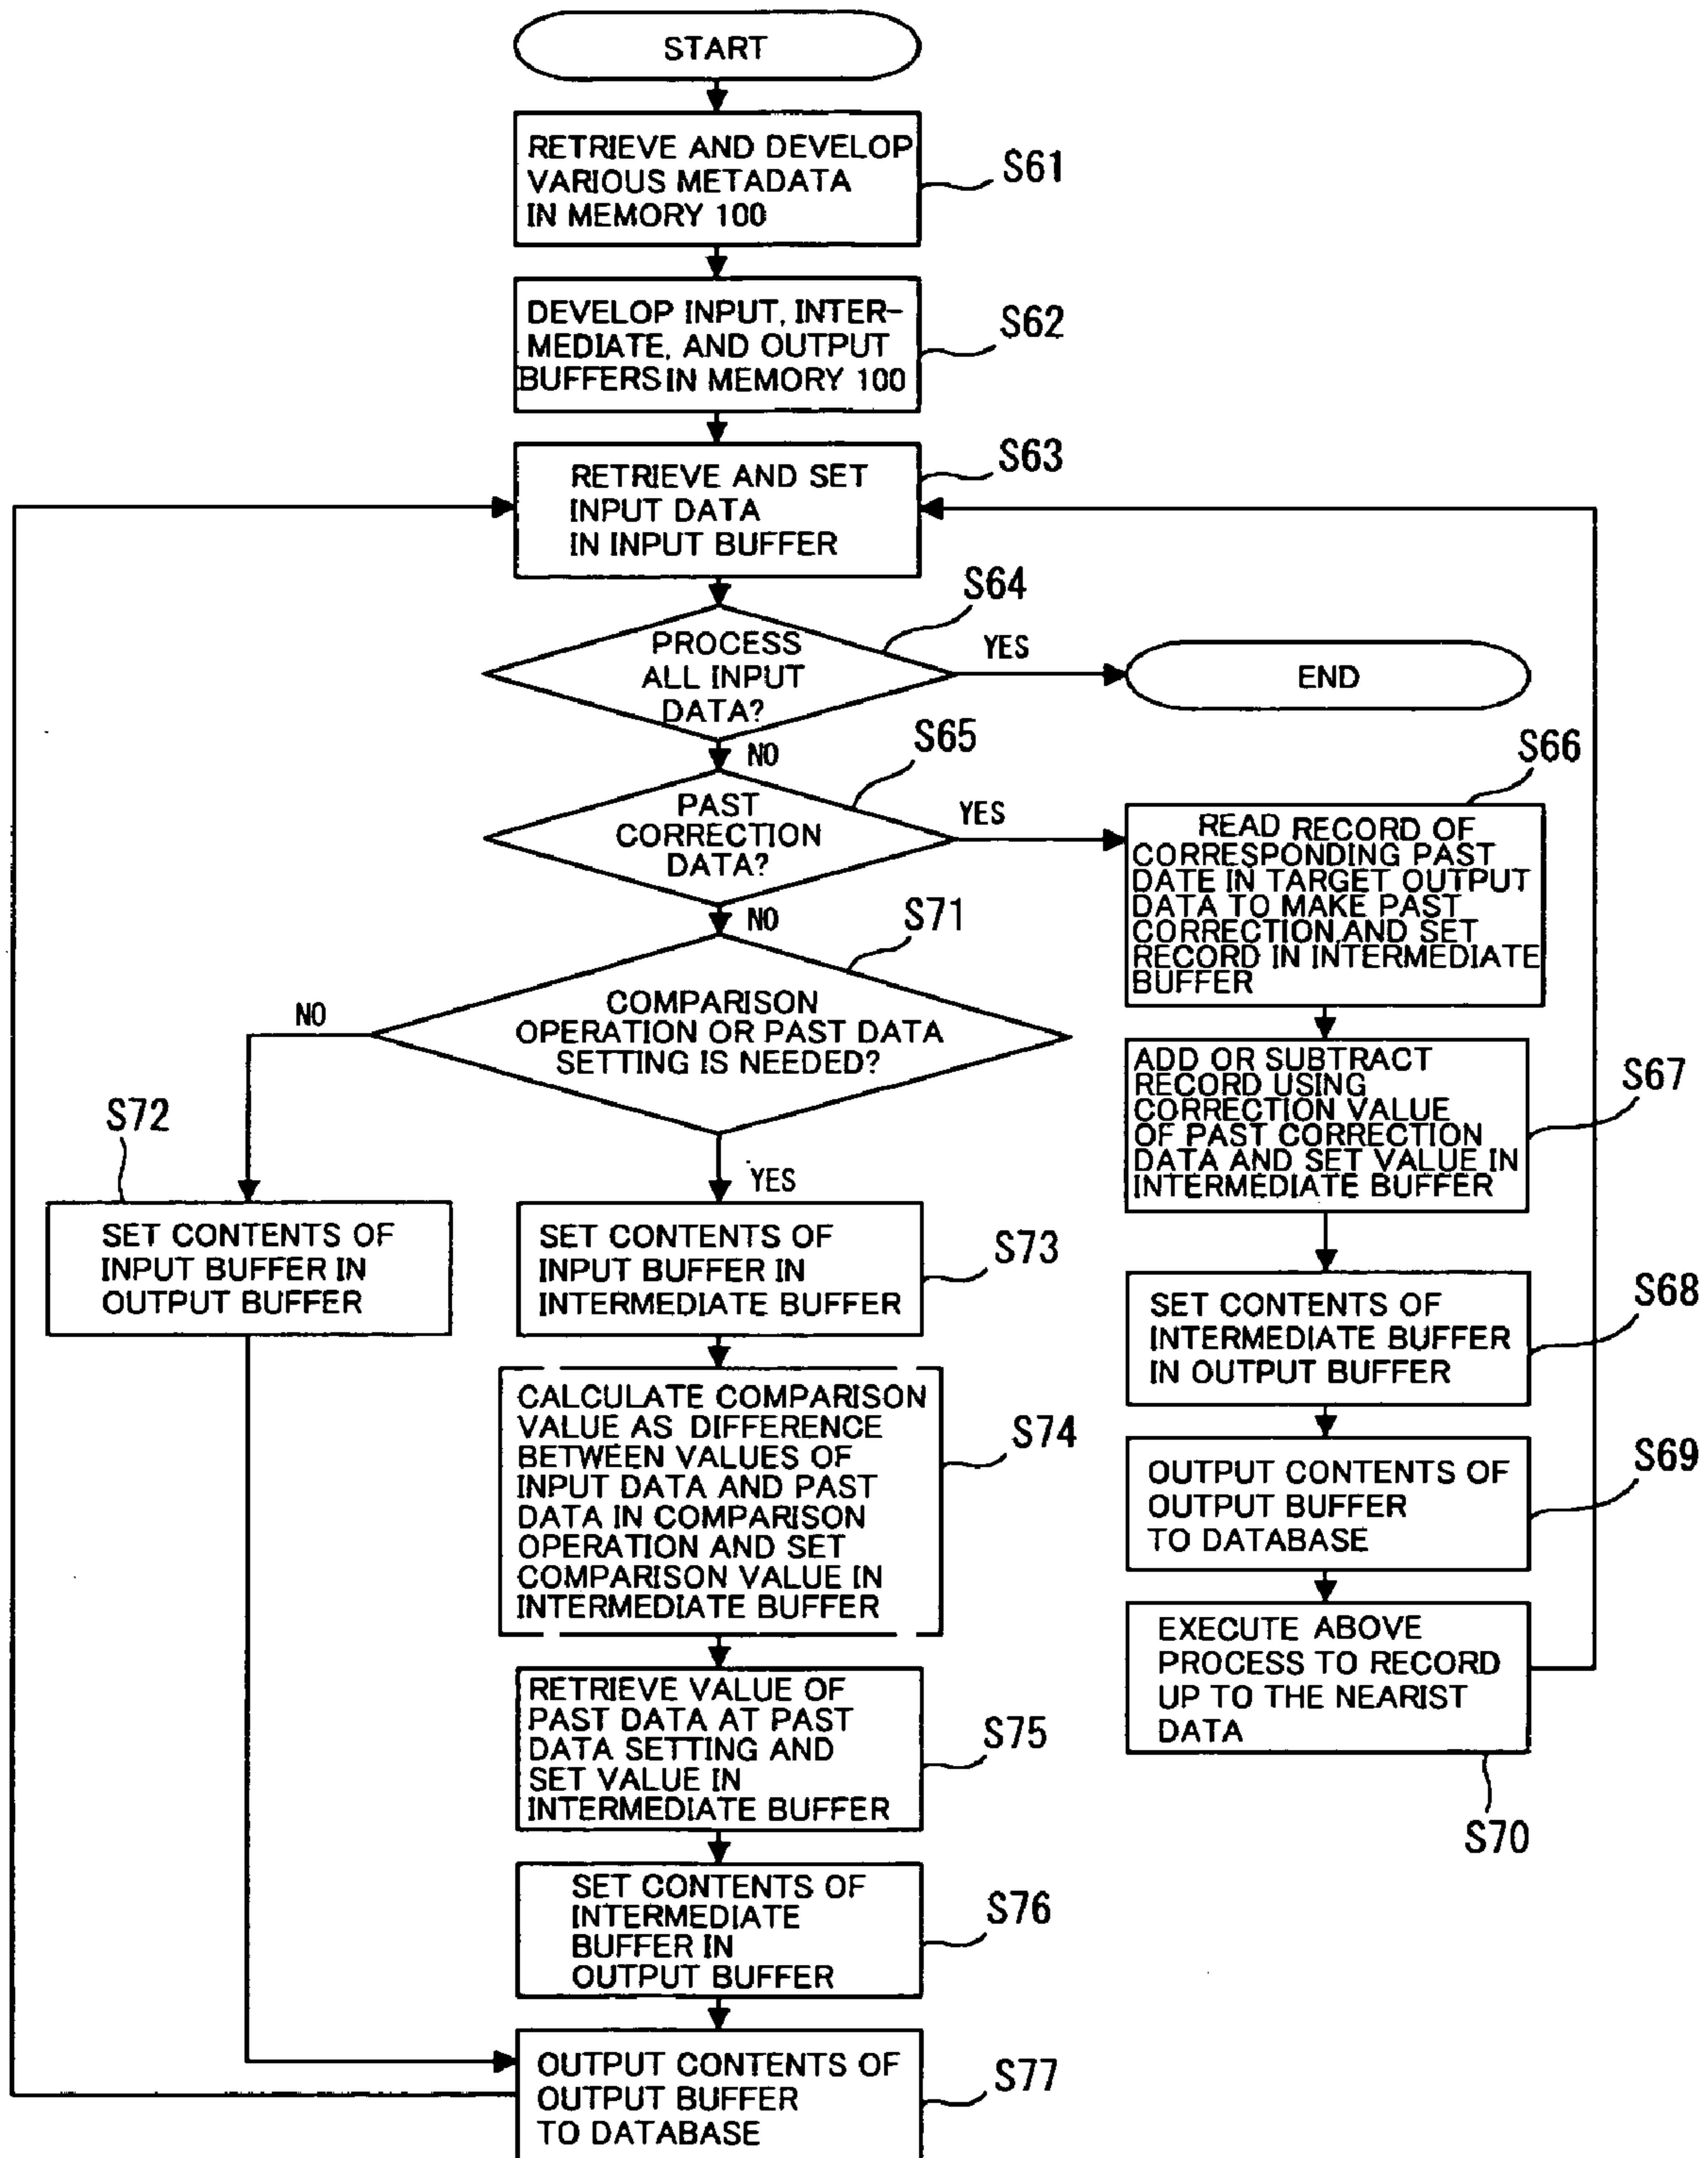 START
RETRIEVE AND DEVELOP
VARIOUS METADATA
IN MEMORY 100
S61
DEVELOP INPUT, INTER-
MEDIATE, AND OUTPUT
BUFFERS IN MEMORY 100
S62
RETRIEVE AND SET
INPUT DATA
IN INPUT BUFFER
S63
PROCESS
ALL INPUT
DATA?
S64
YES
END
NO
PAST
CORRECTION
DATA?
S65
YES
READ RECORD OF
CORRESPONDING PAST
DATE IN TARGET OUTPUT
DATA TO MAKE PAST
CORRECTION,AND SET
RECORD IN INTERMEDIATE
BUFFER
S66
NO
COMPARISON
OPERATION OR PAST DATA
SETTING IS NEEDED?
S71
NO
YES
ADD OR SUBTRACT
RECORD USING
CORRECTION VALUE
OF PAST CORRECTION
DATA AND SET VALUE IN
INTERMEDIATE BUFFER
S67
S72
SET CONTENTS OF
INPUT BUFFER IN
OUTPUT BUFFER
SET CONTENTS OF
INPUT BUFFER IN
INTERMEDIATE BUFFER
S73
SET CONTENTS OF
INTERMEDIATE BUFFER
IN OUTPUT BUFFER
S68
CALCULATE COMPARISON
VALUE AS DIFFERENCE
BETWEEN VALUES OF
INPUT DATA AND PAST
DATA IN COMPARISON
OPERATION AND SET
COMPARISON VALUE IN
INTERMEDIATE BUFFER
S74
OUTPUT CONTENTS OF
OUTPUT BUFFER
TO DATABASE
S69
EXECUTE ABOVE
PROCESS TO RECORD
UP TO THE NEARIST
DATA
S70
RETRIEVE VALUE OF
PAST DATA AT PAST
DATA SETTING AND
SET VALUE IN
INTERMEDIATE BUFFER
S75
SET CONTENTS OF
INTERMEDIATE
BUFFER IN
OUTPUT BUFFER
S76
OUTPUT CONTENTS OF
OUTPUT BUFFER
TO DATABASE
S77